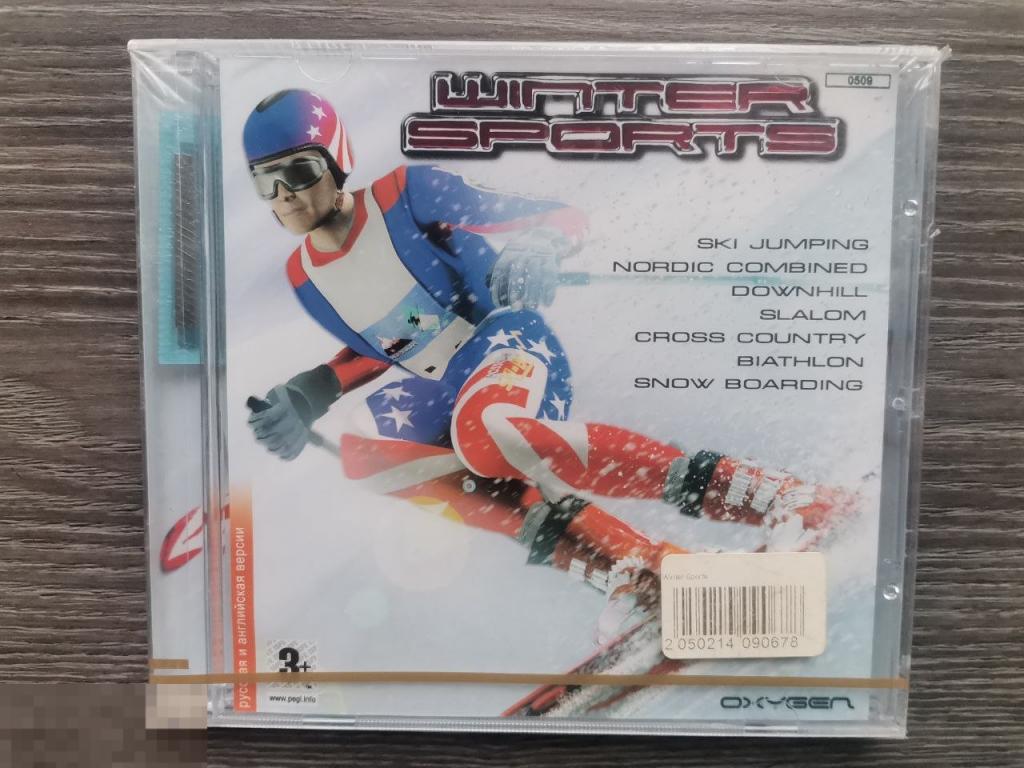 WINTER
SPORTS
0509
SKI JUMPING
NORDIC COMBINED
DOWNHILL
SLALOM
CROSS COUNTRY
BIATHLON
SNOW BOARDING
русская и английская версии
3+
www.pegi.info
Winter Sports
2 050214 090678
OXYGEN